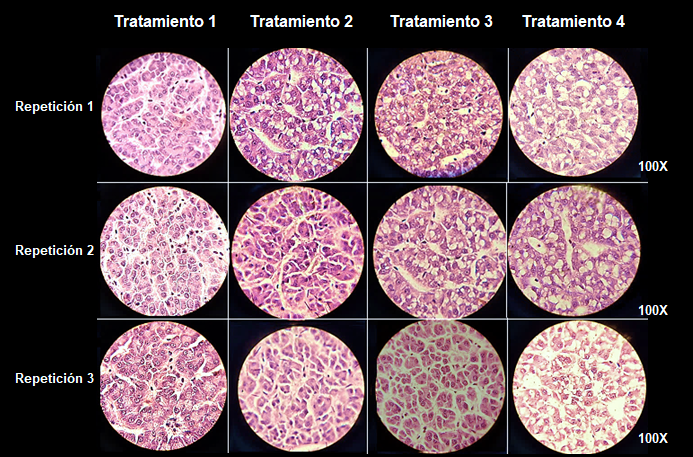 Tratamiento 1 Tratamiento 2 Tratamiento 3 Tratamiento 4
Repetición 1
100X
Repetición 2
100X
Repetición 3
100X